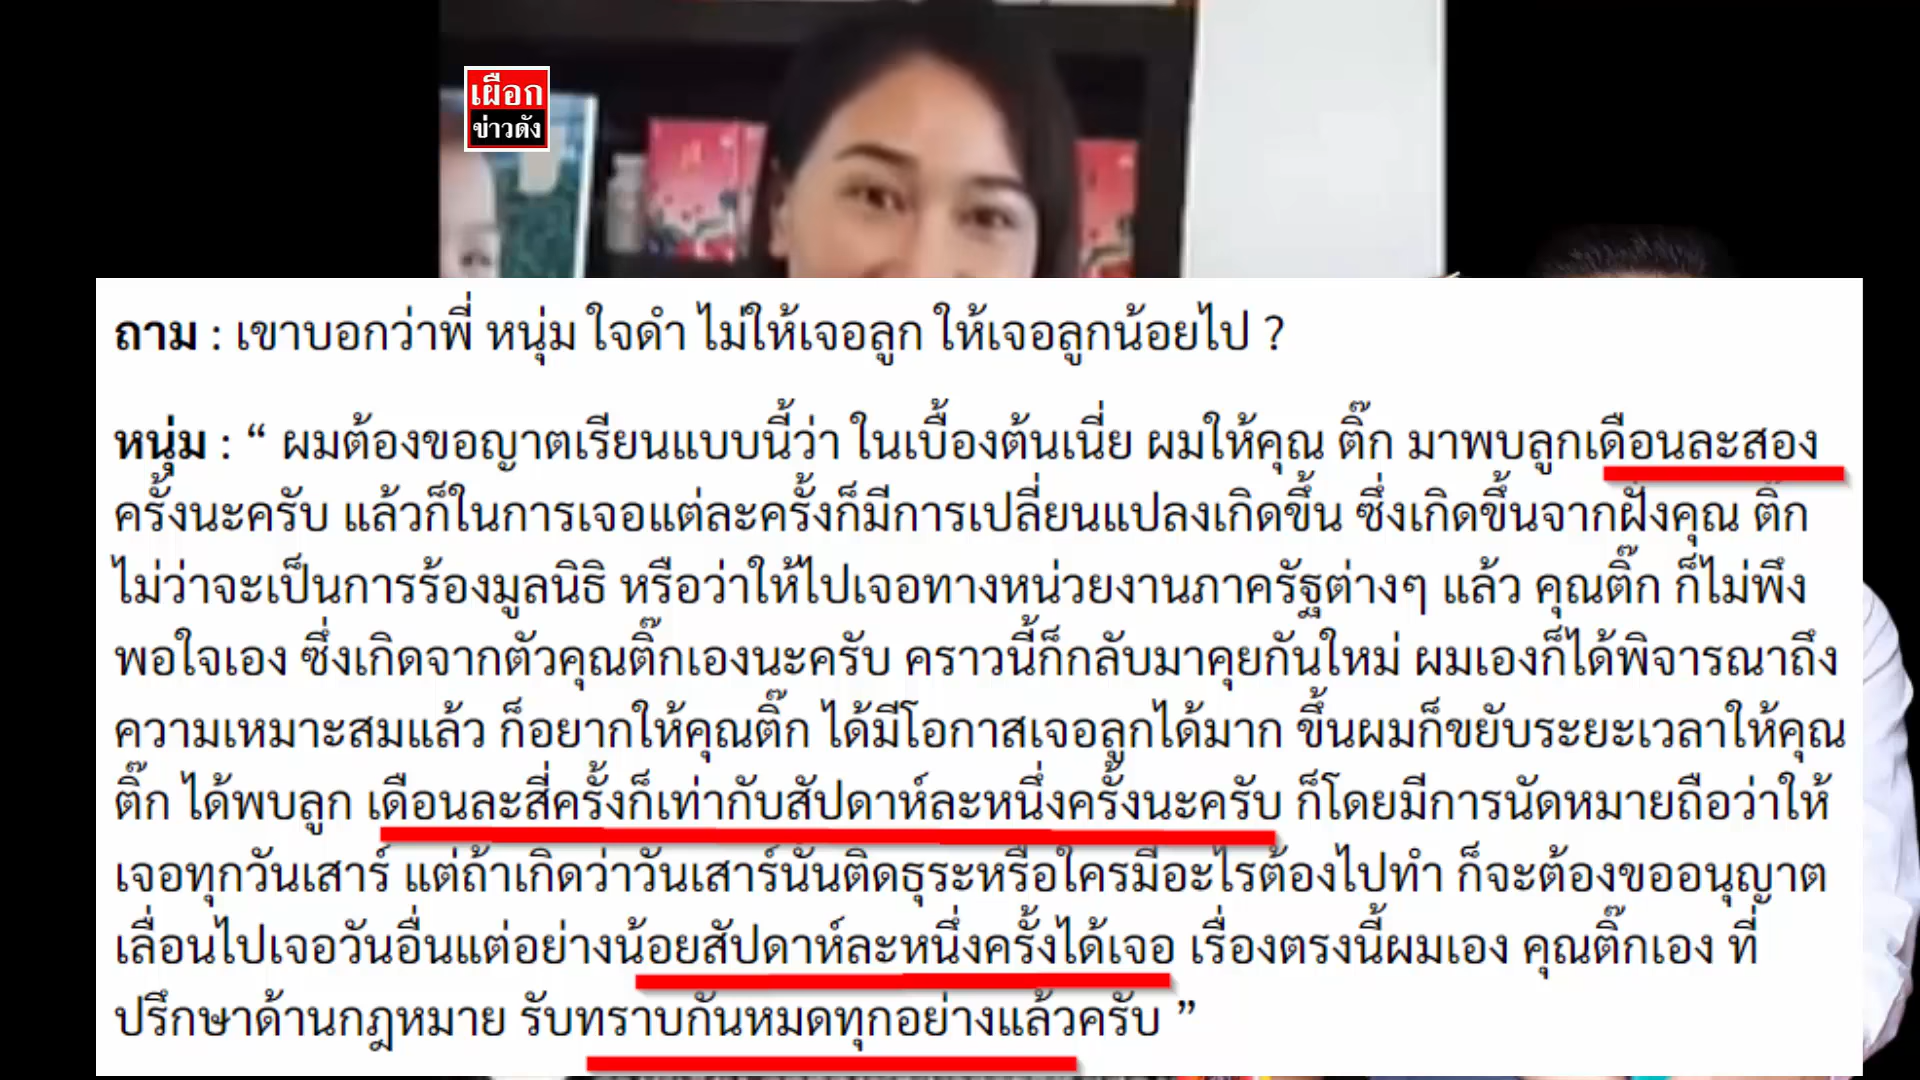 เผือก
ข่าวดัง
ถาม : เขาบอกว่าพี่ หนุ่ม ใจดำ ไม่ให้เจอลูก ให้เจอลูกน้อยไป ?
หนุ่ม : “ ผมต้องขอญาตเรียนแบบนี้ว่า ในเบื้องต้นเนี่ย ผมให้คุณ ติ๊ก มาพบลูกเดือนละสอง
ครั้งนะครับ แล้วก็ในการเจอแต่ละครั้งก็มีการเปลี่ยนแปลงเกิดขึ้น ซึ่งเกิดขึ้นจากฝั่งคุณ ติ๊ก
ไม่ว่าจะเป็นการร้องมูลนิธิ หรือว่าให้ไปเจอทางหน่วยงานภาครัฐต่างๆ แล้ว คุณติ๊ก ก็ไม่พึง
พอใจเอง ซึ่งเกิดจากตัวคุณติ๊กเองนะครับ คราวนี้ก็กลับมาคุยกันใหม่ ผมเองก็ได้พิจารณาถึง
ความเหมาะสมแล้ว ก็อยากให้คุณติ๊ก ได้มีโอกาสเจอลูกได้มาก ขึ้นผมก็ขยับระยะเวลาให้คุณ
ติ๊ก ได้พบลูก เดือนละสี่ครั้งก็เท่ากับสัปดาห์ละหนึ่งครั้งนะครับ ก็โดยมีการนัดหมายถือว่าให้
เจอทุกวันเสาร์ แต่ถ้าเกิดว่าวันเสาร์นั้นติดธุระหรือใครมีอะไรต้องไปทำ ก็จะต้องขออนุญาต
เลื่อนไปเจอวันอื่นแต่อย่างน้อยสัปดาห์ละหนึ่งครั้งได้เจอ เรื่องตรงนี้ผมเอง คุณติ๊กเอง ที่
ปรึกษาด้านกฎหมาย รับทราบกันหมดทุกอย่างแล้วครับ ”